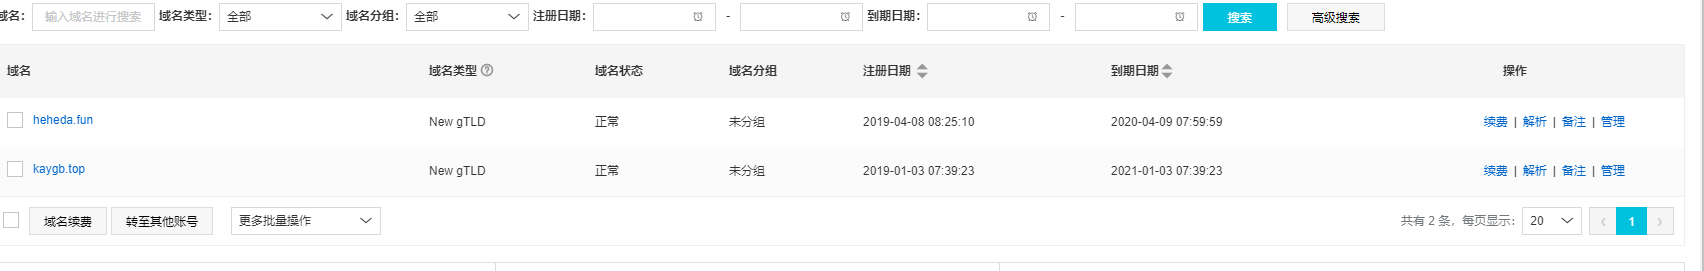 域名： 输入域名进行搜索 域名类型： 全部 域名分组： 全部 注册日期： - 到期日期： - 搜索 高级搜索
域名 域名类型 ? 域名状态 域名分组 注册日期 到期日期 操作
heheda.fun New gTLD 正常 未分组 2019-04-08 08:25:10 2020-04-09 07:59:59 续费 | 解析 | 备注 | 管理
kaygb.top New gTLD 正常 未分组 2019-01-03 07:39:23 2021-01-03 07:39:23 续费 | 解析 | 备注 | 管理
域名续费 转至其他账号 更多批量操作 共有 2 条，每页显示： 20 ‹ 1 ›